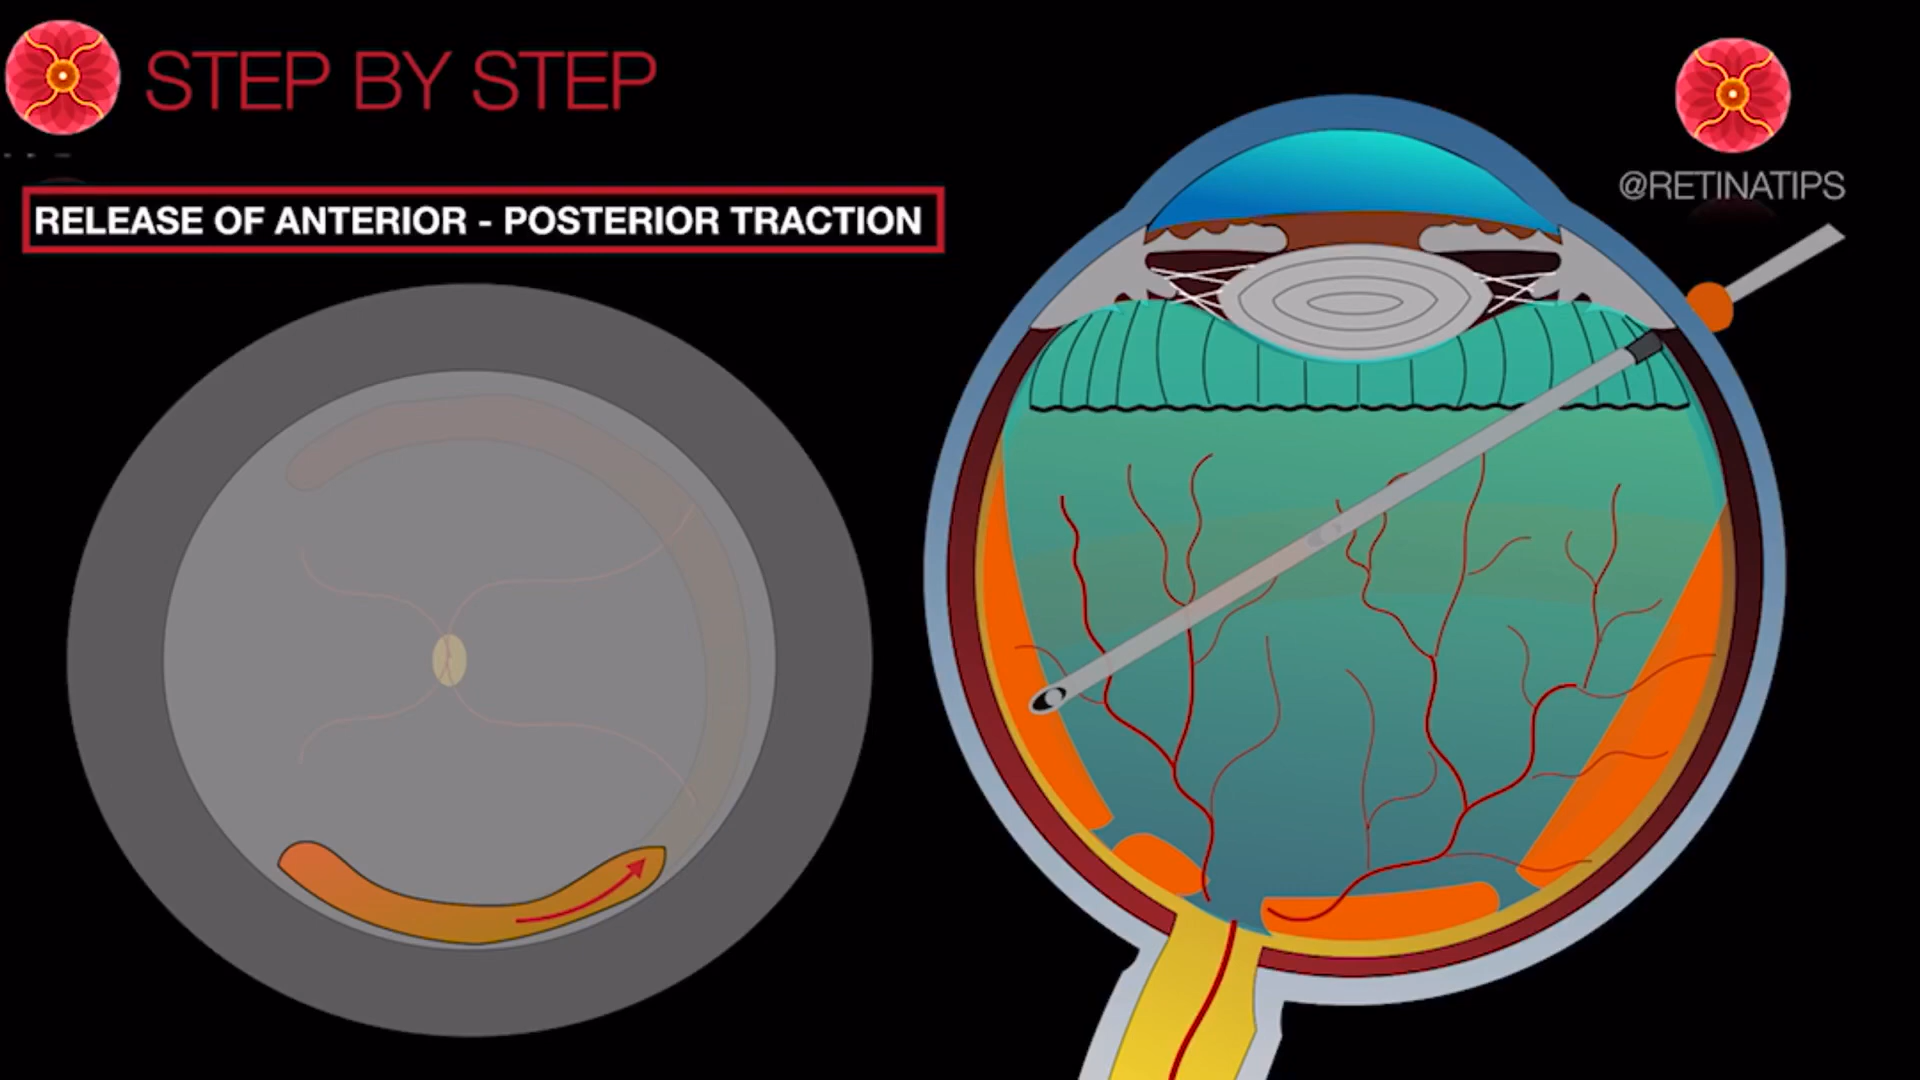 STEP BY STEP
@RETINATIPS
RELEASE OF ANTERIOR - POSTERIOR TRACTION